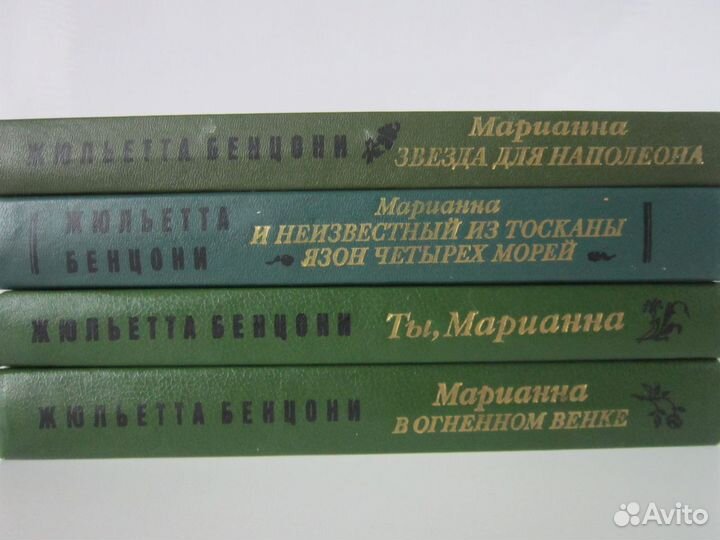 ЖЮЛЬЕТТА БЕНЦОНИ
Марианна
ЗВЕЗДА ДЛЯ НАПОЛЕОНА
ЖЮЛЬЕТТА
БЕНЦОНИ
Марианна
И НЕИЗВЕСТНЫЙ ИЗ ТОСКАНЫ
ЯЗОН ЧЕТЫРЕХ МОРЕЙ
ЖЮЛЬЕТТА БЕНЦОНИ
Ты, Марианна
ЖЮЛЬЕТТА БЕНЦОНИ
Марианна
В ОГНЕННОМ ВЕНКЕ
Avito